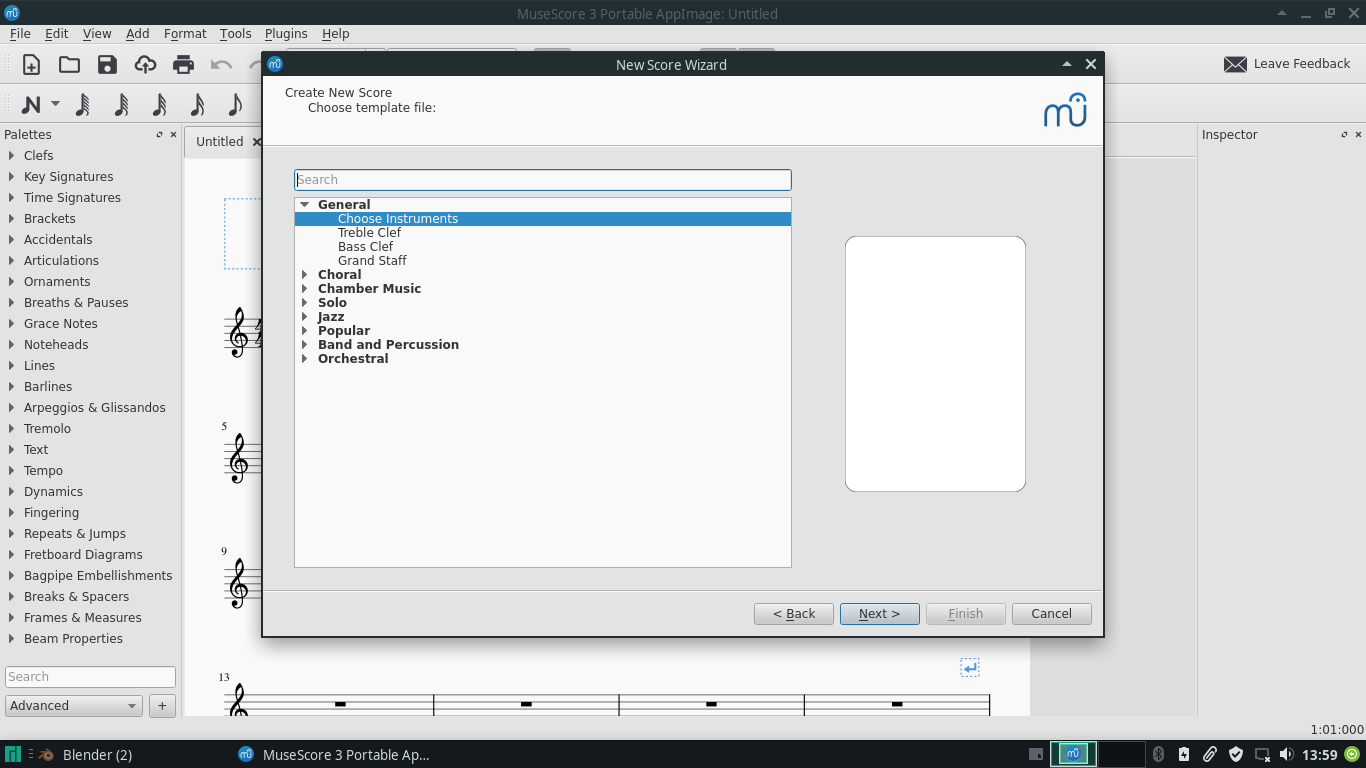 MuseScore 3 Portable AppImage: Untitled
File Edit View Add Format Tools Plugins Help
Leave Feedback
New Score Wizard
Create New Score
Choose template file:
Palettes
Clefs
Key Signatures
Time Signatures
Brackets
Accidentals
Articulations
Ornaments
Breaths & Pauses
Grace Notes
Noteheads
Lines
Barlines
Arpeggios & Glissandos
Tremolo
Text
Tempo
Dynamics
Fingering
Repeats & Jumps
Fretboard Diagrams
Bagpipe Embellishments
Breaks & Spacers
Frames & Measures
Beam Properties
Search
Advanced
+
Untitled
5
9
13
Search
General
Choose Instruments
Treble Clef
Bass Clef
Grand Staff
Choral
Chamber Music
Solo
Jazz
Popular
Band and Percussion
Orchestral
< Back Next > Finish Cancel
Inspector
1:01:000
Blender (2) MuseScore 3 Portable Ap... 13:59